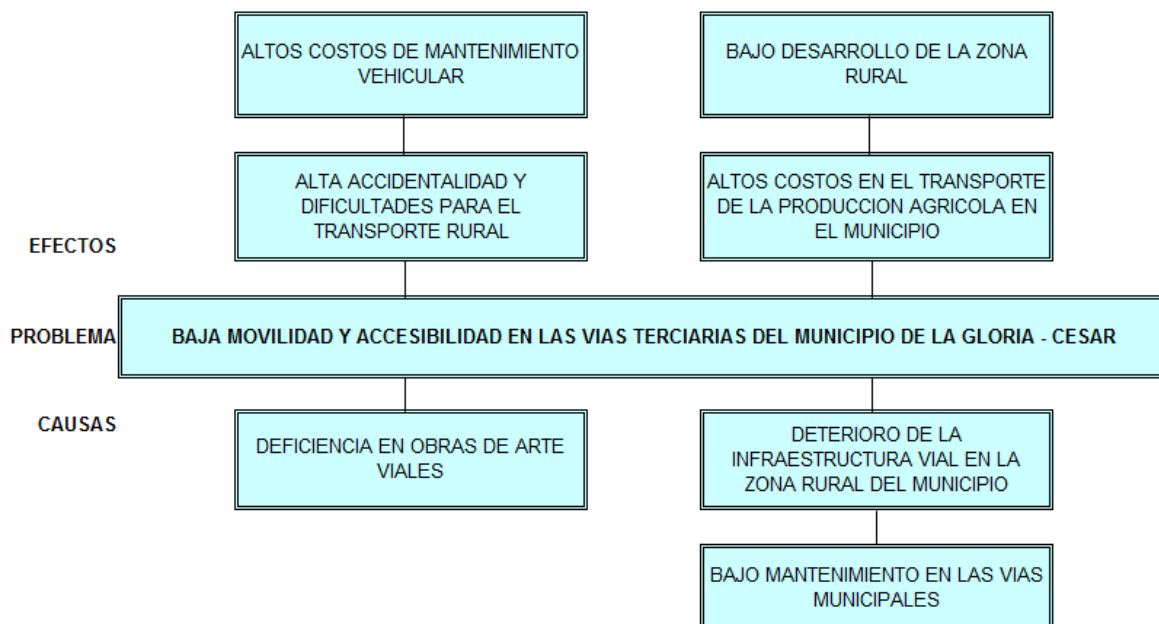 ALTOS COSTOS DE MANTENIMIENTO
VEHICULAR
BAJO DESARROLLO DE LA ZONA
RURAL
ALTA ACCIDENTALIDAD Y
DIFICULTADES PARA EL
TRANSPORTE RURAL
ALTOS COSTOS EN EL TRANSPORTE
DE LA PRODUCCION AGRICOLA EN
EL MUNICIPIO
EFECTOS
PROBLEMA
BAJA MOVILIDAD Y ACCESIBILIDAD EN LAS VIAS TERCIARIAS DEL MUNICIPIO DE LA GLORIA - CESAR
CAUSAS
DEFICIENCIA EN OBRAS DE ARTE
VIALES
DETERIORO DE LA
INFRAESTRUCTURA VIAL EN LA
ZONA RURAL DEL MUNICIPIO
BAJO MANTENIMIENTO EN LAS VIAS
MUNICIPALES